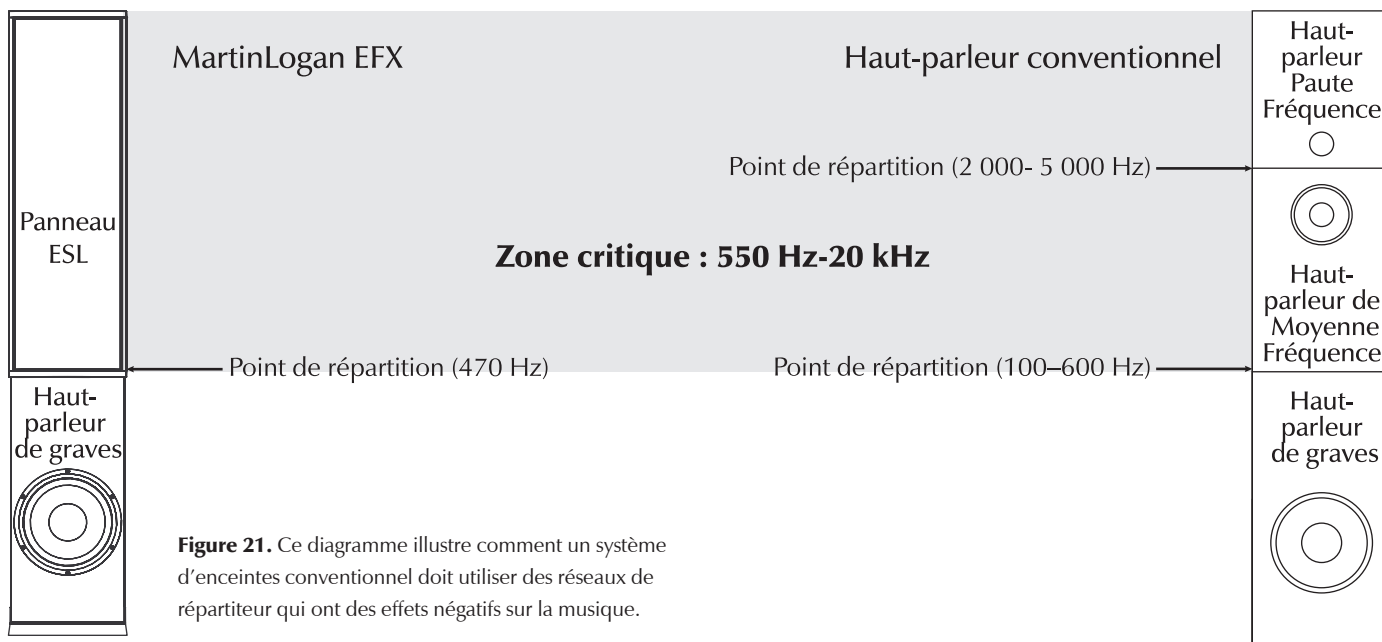 MartinLogan EFX
Haut-parleur conventionnel
Haut-
parleur
Paute
Fréquence
Point de répartition (2 000- 5 000 Hz)
Panneau
ESL
Zone critique : 550 Hz-20 kHz
Haut-
parleur de
Moyenne
Fréquence
Point de répartition (470 Hz)
Point de répartition (100–600 Hz)
Haut-
parleur
de graves
Haut-
parleur
de graves
Figure 21. Ce diagramme illustre comment un système
d'enceintes conventionnel doit utiliser des réseaux de
répartiteur qui ont des effets négatifs sur la musique.